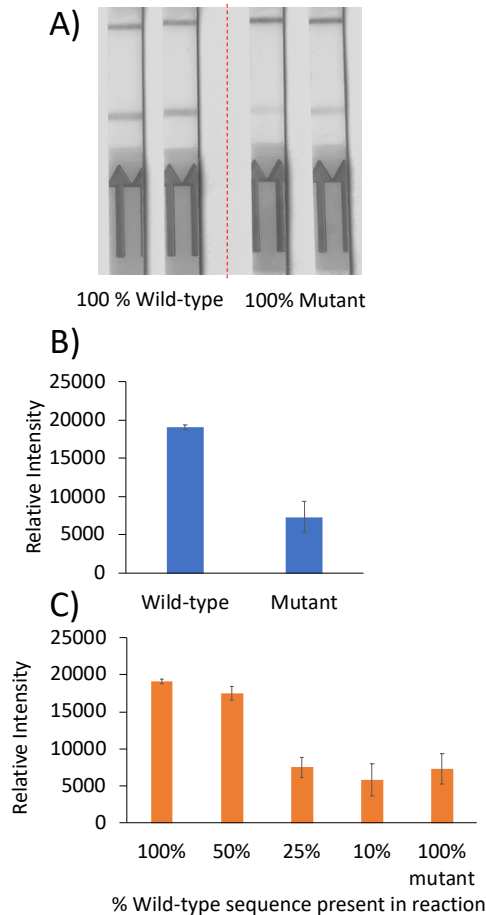 A)
100 % Wild-type 100% Mutant
B)
Relative Intensity
25000
20000
15000
10000
5000
0
Wild-type Mutant
C)
Relative Intensity
25000
20000
15000
10000
5000
0
100% 50% 25% 10% 100%
mutant
% Wild-type sequence present in reaction